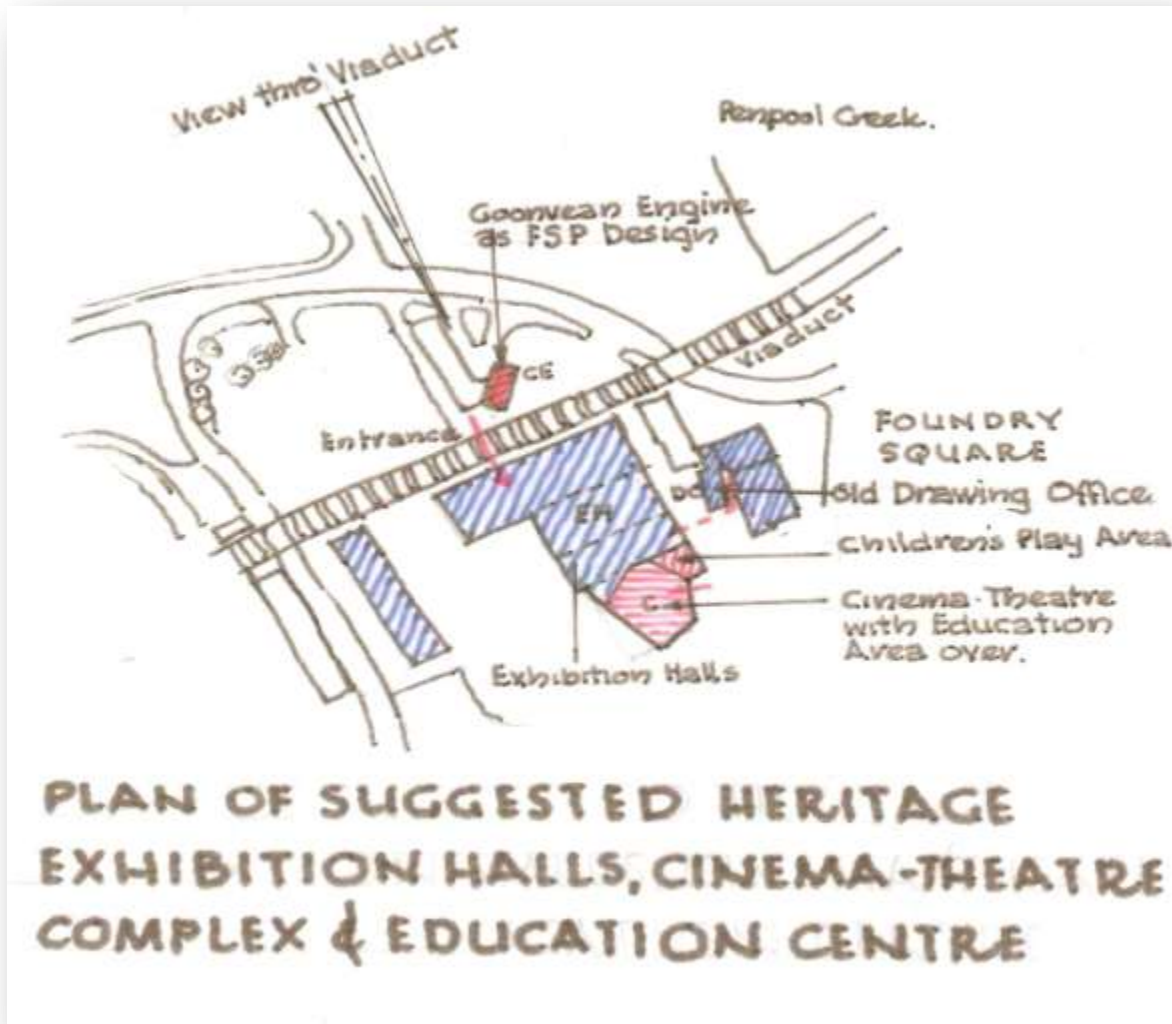 View thro' Viaduct
Penpool Creek.
Goonvean Engine
as FSP Design
Viaduct
GE
Entrance
FOUNDRY
SQUARE
EH
DO
Old Drawing Office
Children's Play Area
C
Cinema-Theatre
with Education
Area over.
Exhibition Halls
PLAN OF SUGGESTED HERITAGE
EXHIBITION HALLS, CINEMA-THEATRE
COMPLEX & EDUCATION CENTRE